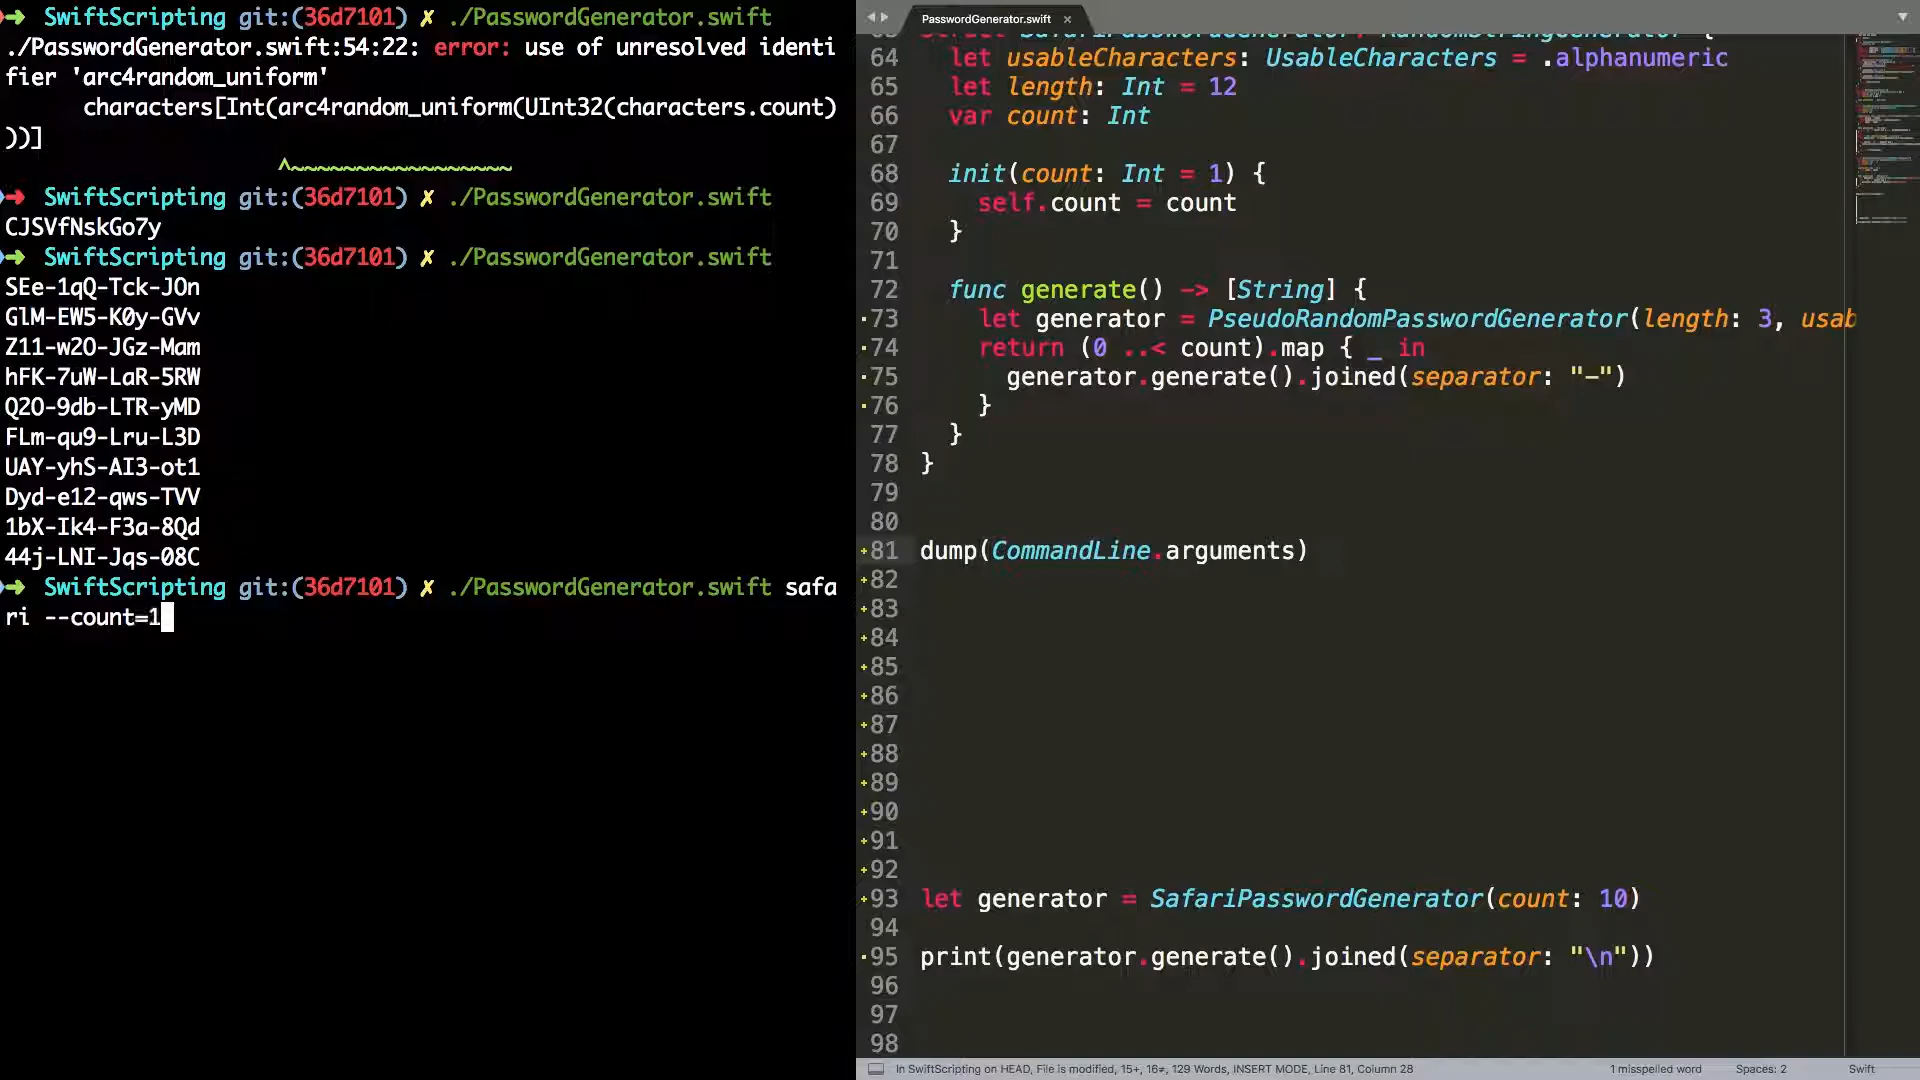 ➜ SwiftScripting git:(36d7101) ✗ ./PasswordGenerator.swift
./PasswordGenerator.swift:54:22: error: use of unresolved identi
fier 'arc4random_uniform'
characters[Int(arc4random_uniform(UInt32(characters.count)
))]
^~~~~~~~~~~~~~~~~~
➜ SwiftScripting git:(36d7101) ✗ ./PasswordGenerator.swift
CJSVfNskGo7y
➜ SwiftScripting git:(36d7101) ✗ ./PasswordGenerator.swift
SEe-1qQ-Tck-JOn
GlM-EW5-K0y-GVv
Z11-w2O-JGz-Mam
hFK-7uW-LaR-5RW
Q2O-9db-LTR-yMD
FLm-qu9-Lru-L3D
UAY-yhS-AI3-ot1
Dyd-e12-qws-TVV
1bX-Ik4-F3a-8Qd
44j-LNI-Jqs-08C
➜ SwiftScripting git:(36d7101) ✗ ./PasswordGenerator.swift safa
ri --count=1
PasswordGenerator.swift ×
64 let usableCharacters: UsableCharacters = .alphanumeric
65 let length: Int = 12
66 var count: Int
67
68 init(count: Int = 1) {
69 self.count = count
70 }
71
72 func generate() -> [String] {
73 let generator = PseudoRandomPasswordGenerator(length: 3, usab
74 return (0 ..< count).map { _ in
75 generator.generate().joined(separator: "-")
76 }
77 }
78 }
79
80
81 dump(CommandLine.arguments)
82
83
84
85
86
87
88
89
90
91
92
93 let generator = SafariPasswordGenerator(count: 10)
94
95 print(generator.generate().joined(separator: "\n"))
96
97
98
In SwiftScripting on HEAD, File is modified, 15+, 16≠, 129 Words, INSERT MODE, Line 81, Column 28
1 misspelled word
Spaces: 2
Swift